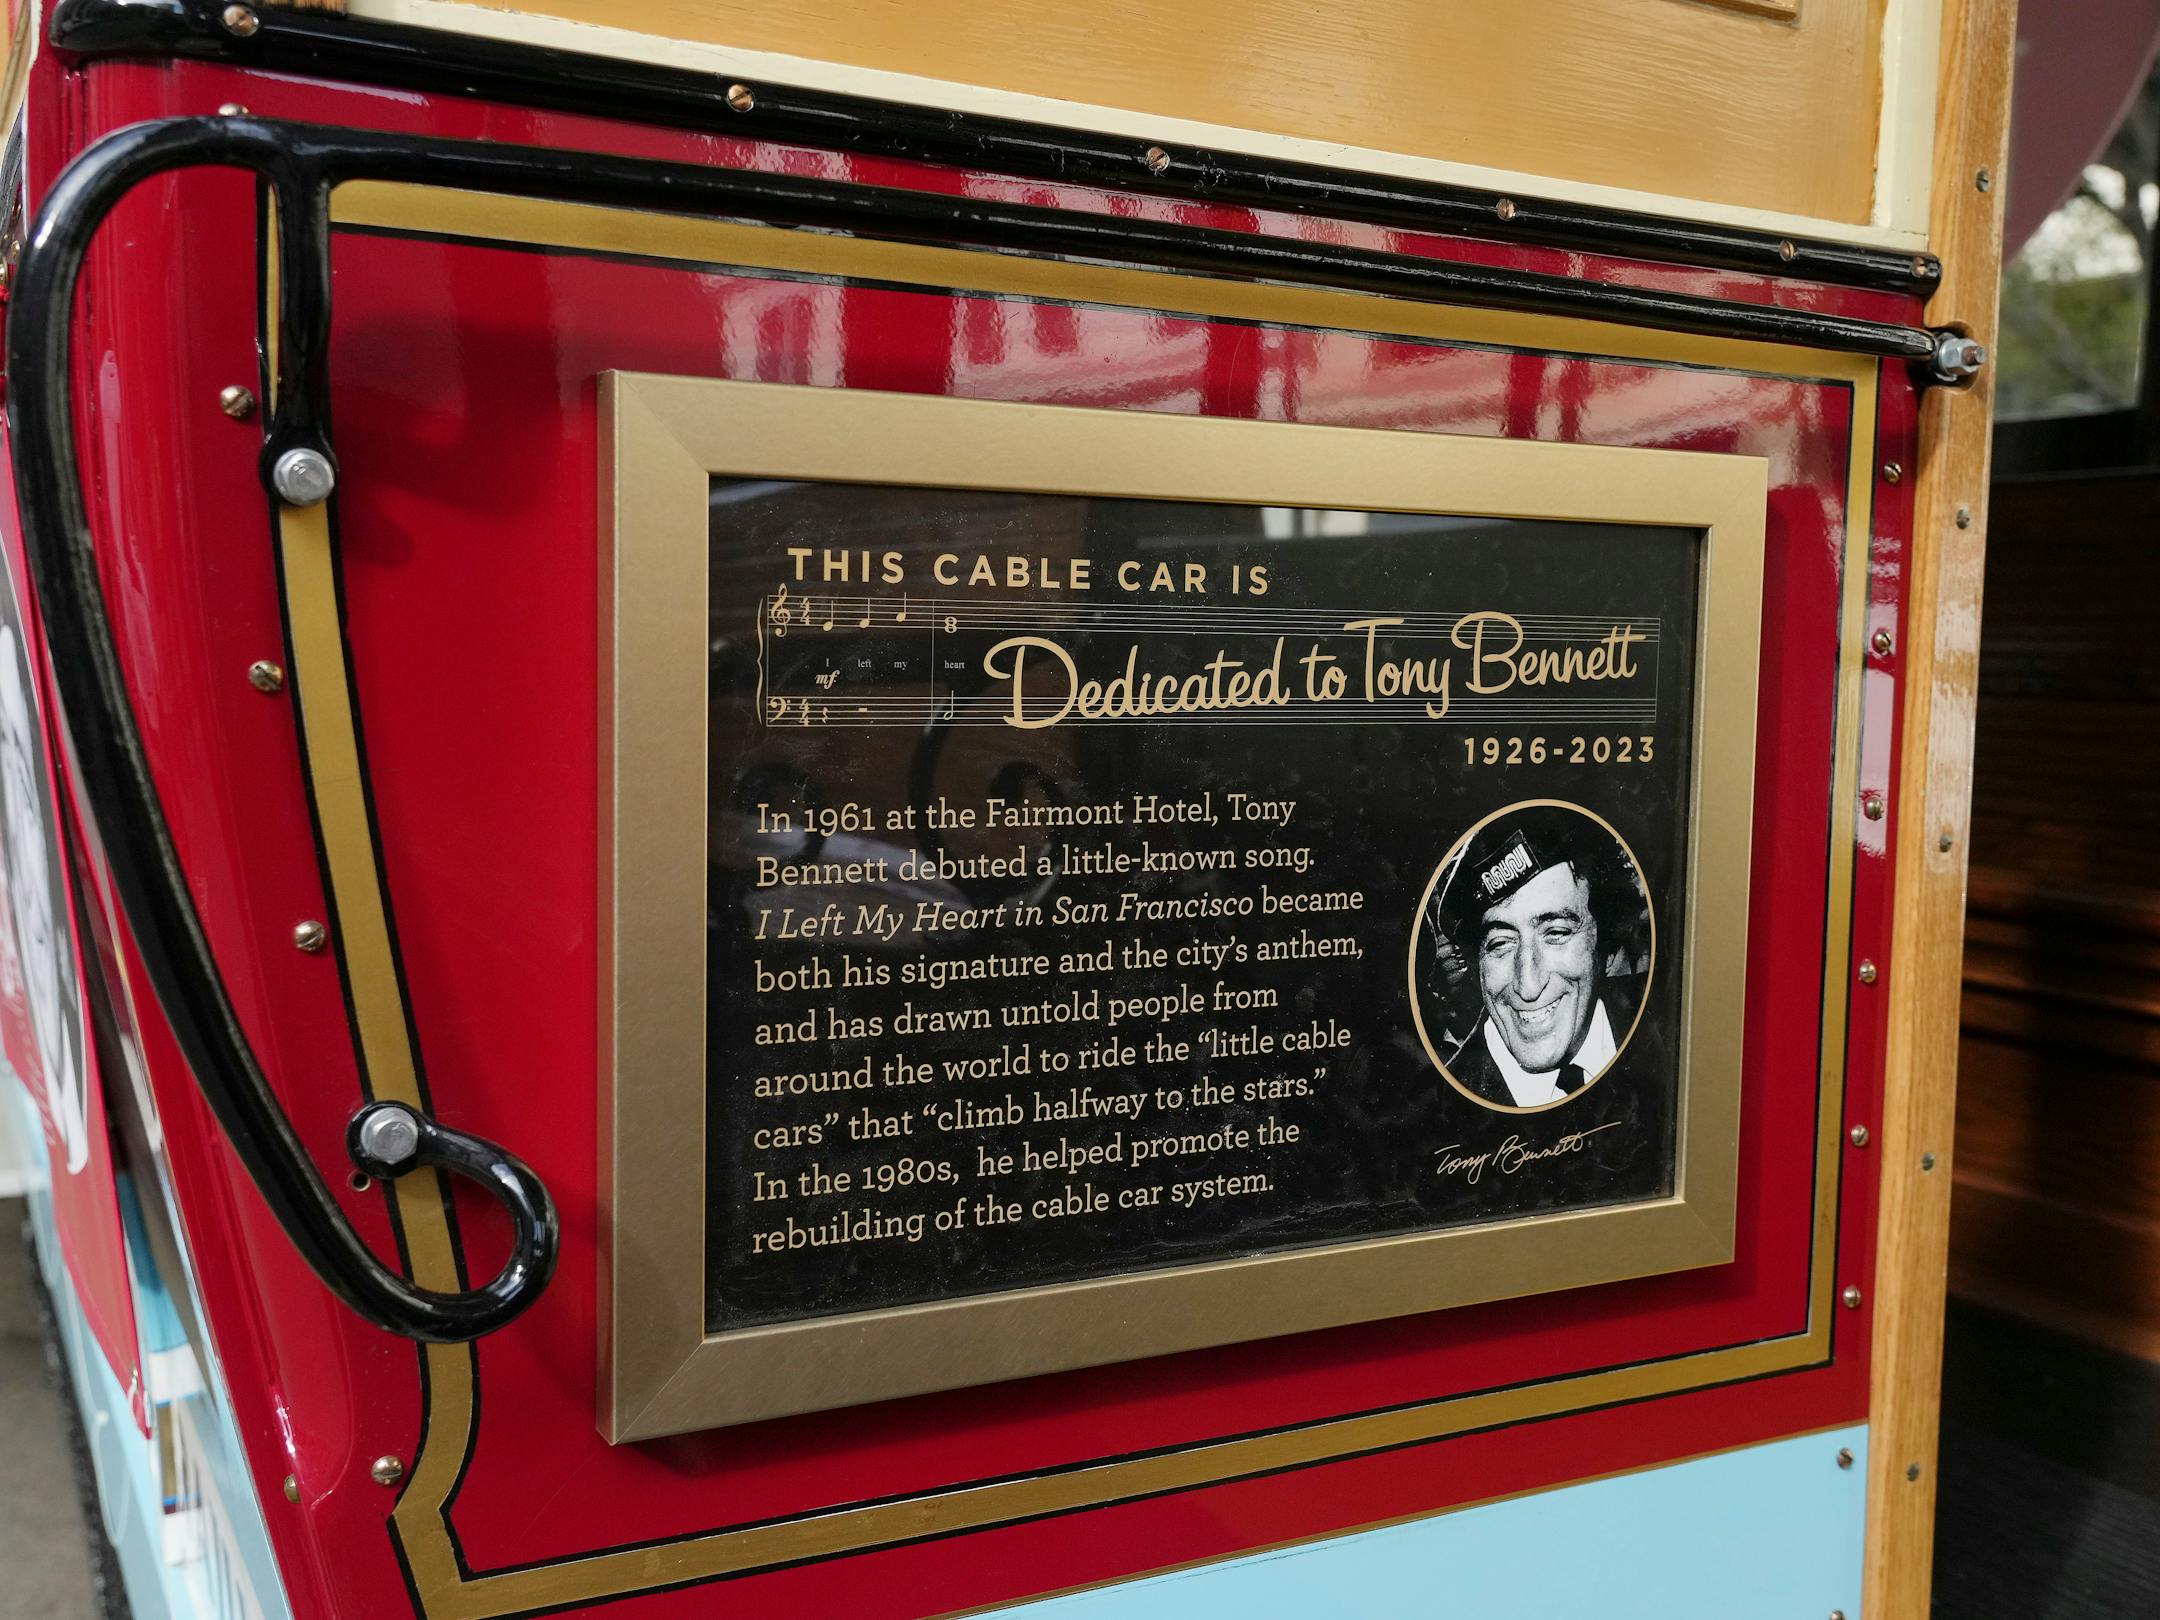 THIS CABLE CAR IS
I left my heart
mf
Dedicated to Tony Bennett
1926-2023
In 1961 at the Fairmont Hotel, Tony
Bennett debuted a little-known song.
I Left My Heart in San Francisco became
both his signature and the city’s anthem,
and has drawn untold people from
around the world to ride the “little cable
cars” that “climb halfway to the stars.”
In the 1980s, he helped promote the
rebuilding of the cable car system.
muni
Tony Bennett